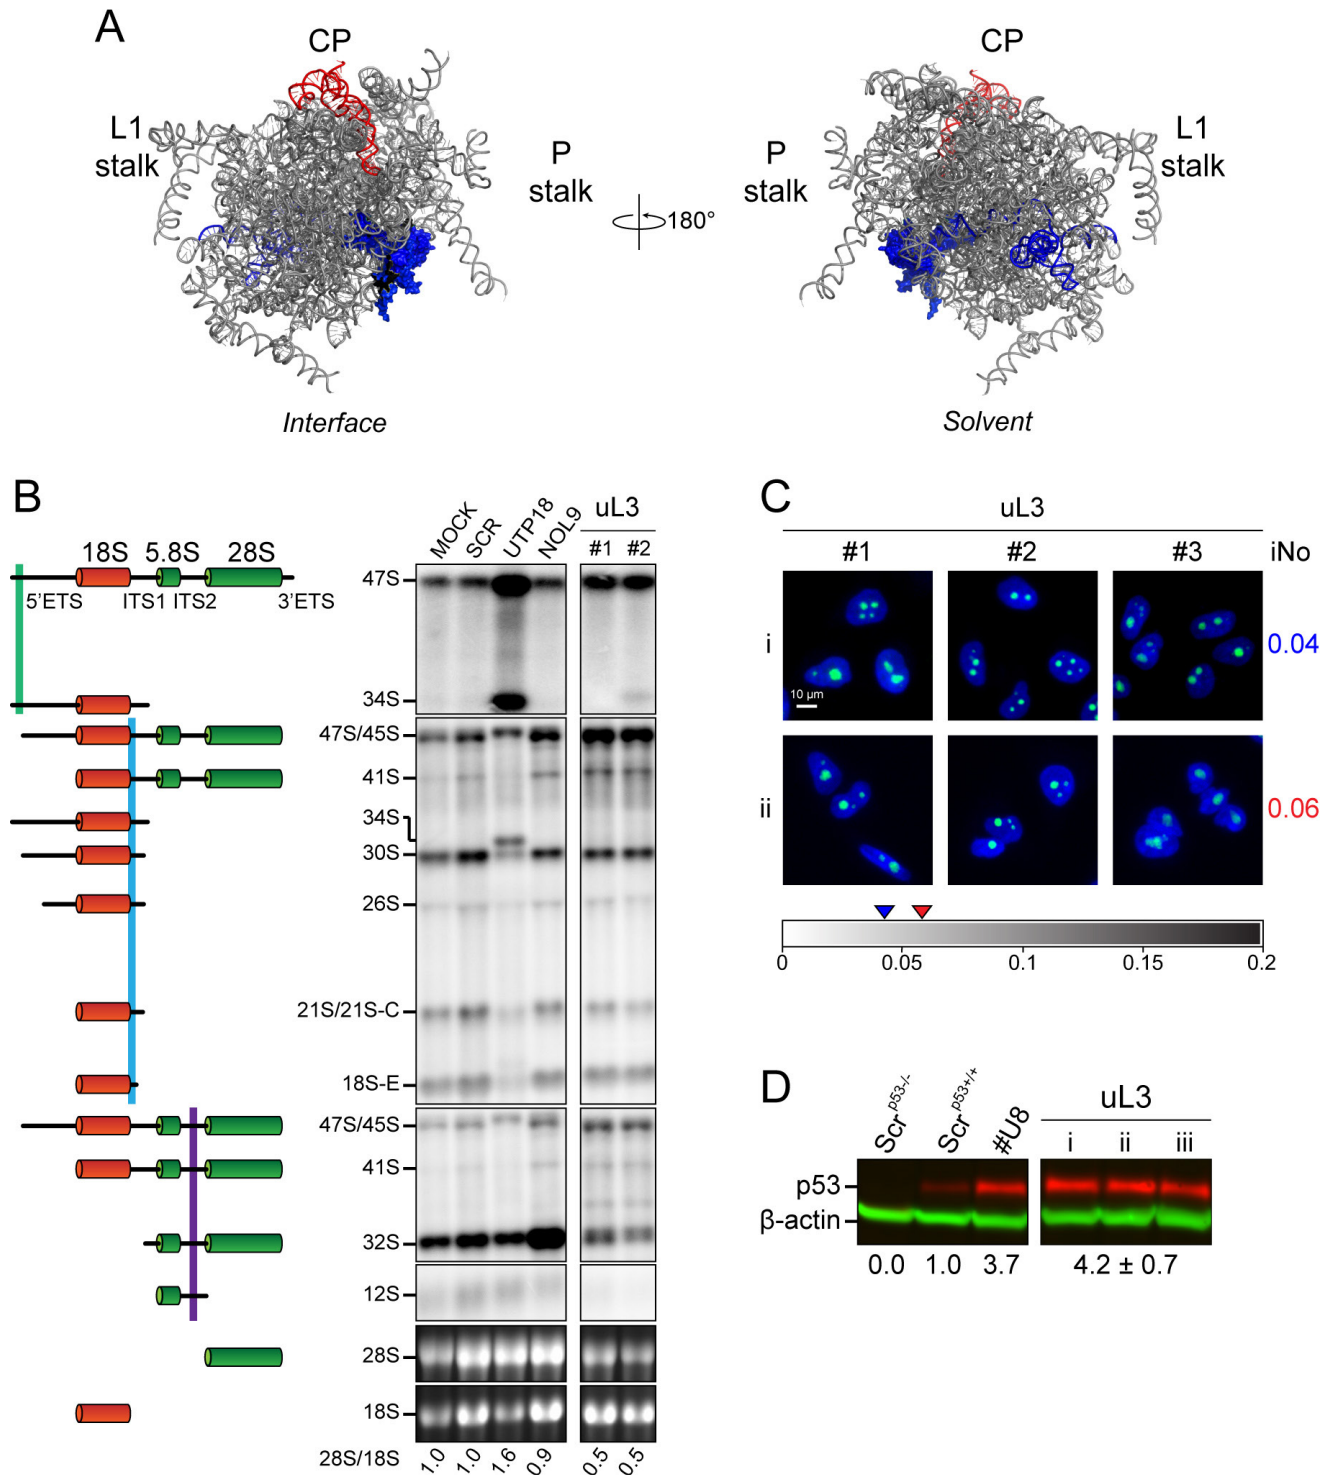 A
CP
L1
stalk
P
stalk
180°
CP
P
stalk
L1
stalk
Interface
Solvent
B
18S 5.8S 28S
5'ETS ITS1 ITS2 3'ETS
MOCK SCR UTP18 NOL9
uL3
#1 #2
47S
34S
47S/45S
41S
34S
30S
26S
21S/21S-C
18S-E
47S/45S
41S
32S
12S
28S
18S
28S/18S 1.0 1.0 1.6 0.9 0.5 0.5
C
uL3
#1 #2 #3 iNo
i 0.04
10 µm
ii 0.06
0 0.05 0.1 0.15 0.2
D
Scr p53-/- Scr p53+/+ #U8
uL3
i ii iii
p53
β-actin
0.0 1.0 3.7 4.2 ± 0.7